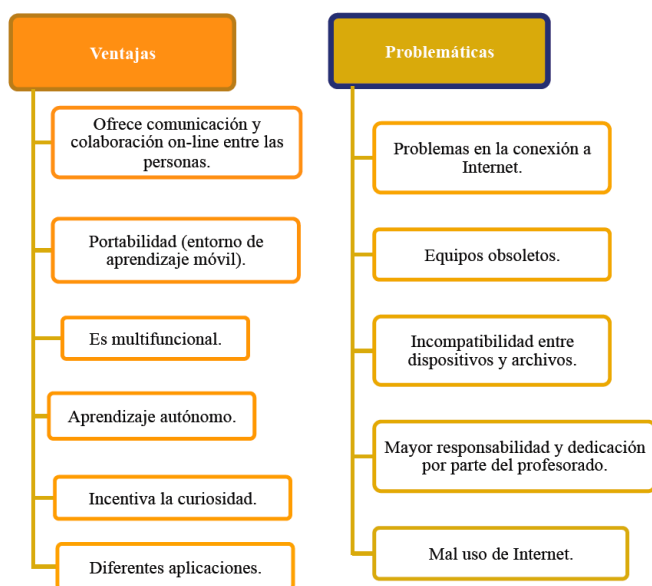 Ventajas
Ofrece comunicación y
colaboración on-line entre las
personas.
Portabilidad (entorno de
aprendizaje móvil).
Es multifuncional.
Aprendizaje autónomo.
Incentiva la curiosidad.
Diferentes aplicaciones.
Problemáticas
Problemas en la conexión a
Internet.
Equipos obsoletos.
Incompatibilidad entre
dispositivos y archivos.
Mayor responsabilidad y dedicación
por parte del profesorado.
Mal uso de Internet.